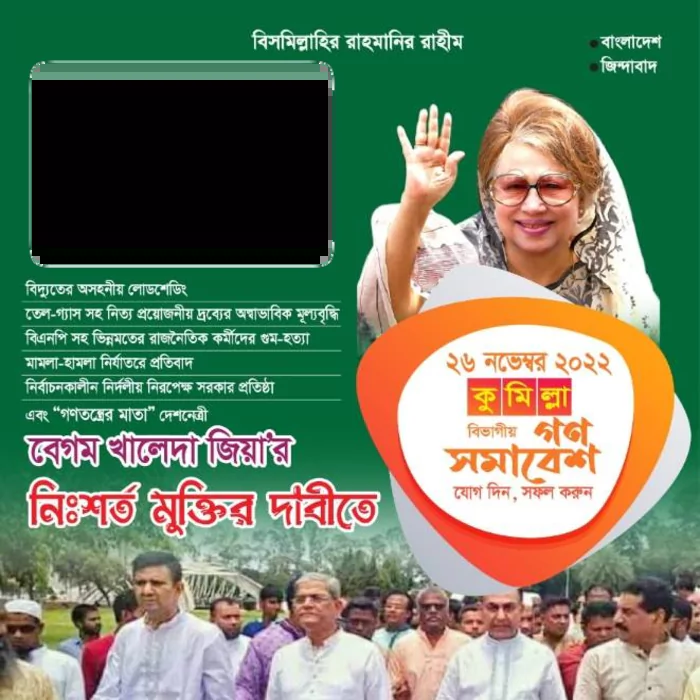 বিসমিল্লাহির রাহমানির রাহীম
বাংলাদেশ
জিন্দাবাদ
বিদ্যুতের অসহনীয় লোডশেডিং
তেল-গ্যাস সহ নিত্য প্রয়োজনীয় দ্রব্যের অস্বাভাবিক মূল্যবৃদ্ধি
বিএনপি সহ ভিন্নমতের রাজনৈতিক কর্মীদের গুম-হত্যা
মামলা-হামলা নির্যাতরে প্রতিবাদ
নির্বাচনকালীন নির্দলীয় নিরপেক্ষ সরকার প্রতিষ্ঠা
এবং “গণতন্ত্রের মাতা” দেশনেত্রী
বেগম খালেদা জিয়া'র
নিঃশর্ত মুক্তির দাবীতে
২৬ নভেম্বর ২০২২
কুমিল্লা
বিভাগীয় গণ
সমাবেশ
যোগ দিন, সফল করুন